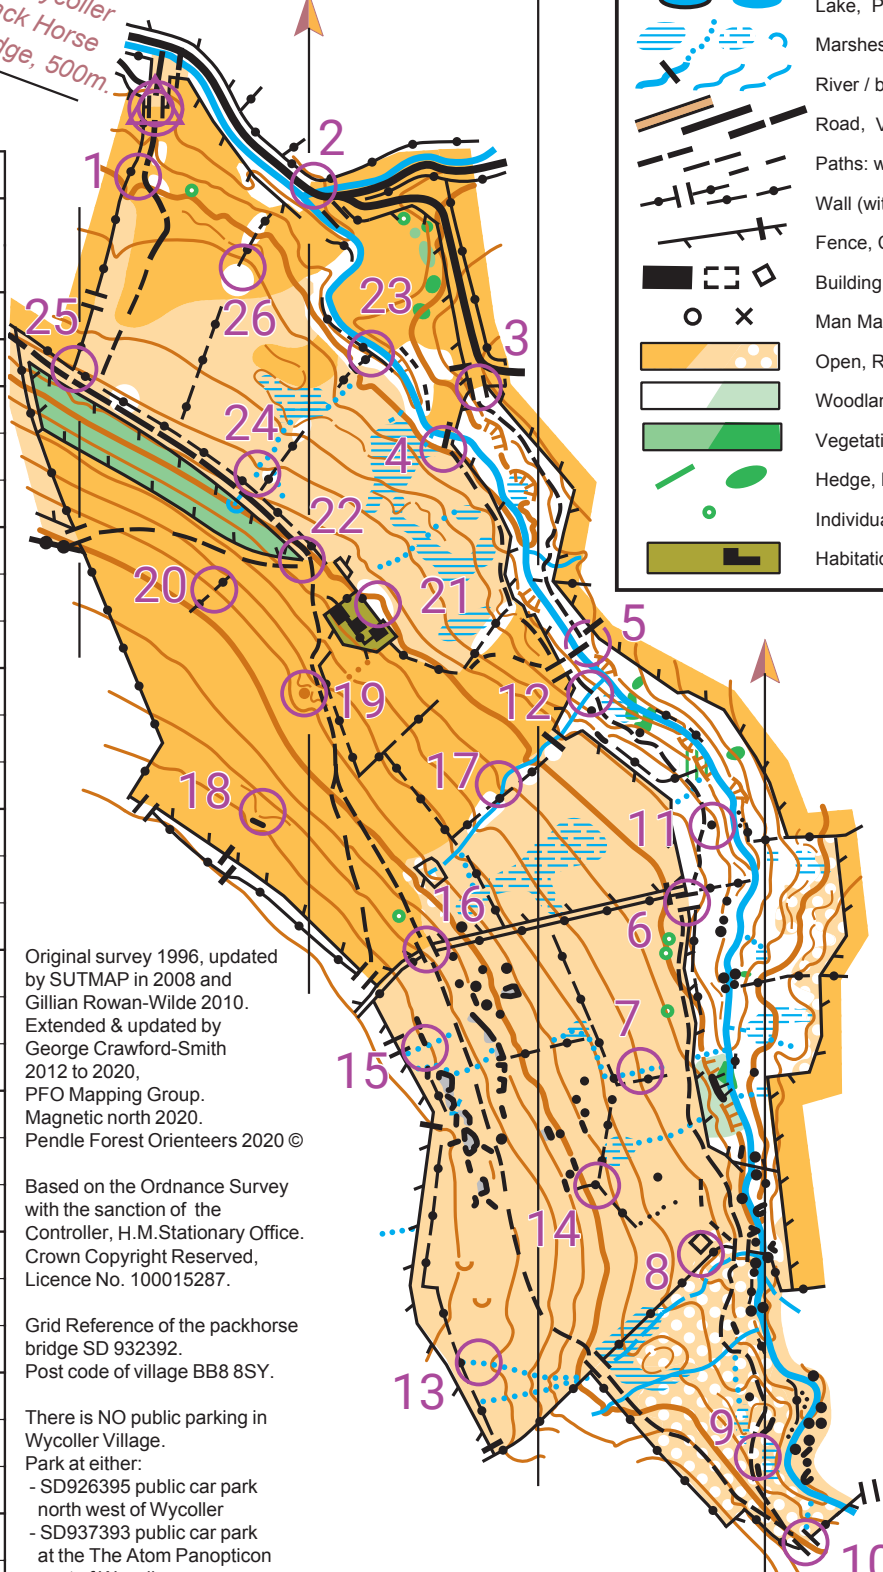 ycoller
ack Horse
dge, 500m.
Lake, P
Marshes
River / b
Road, V
Paths: w
Wall (wit
Fence, C
Building
Man Ma
Open, R
Woodlan
Vegetati
Hedge, 
Individua
Habitatio
1
2
3
4
5
6
7
8
9
10
11
12
13
14
15
16
17
18
19
20
21
22
23
24
25
26
Original survey 1996, updated
by SUTMAP in 2008 and
Gillian Rowan-Wilde 2010.
Extended & updated by
George Crawford-Smith
2012 to 2020,
PFO Mapping Group.
Magnetic north 2020.
Pendle Forest Orienteers 2020 ©
Based on the Ordnance Survey
with the sanction of the
Controller, H.M.Stationary Office.
Crown Copyright Reserved,
Licence No. 100015287.
Grid Reference of the packhorse
bridge SD 932392.
Post code of village BB8 8SY.
There is NO public parking in
Wycoller Village.
Park at either:
- SD926395 public car park
north west of Wycoller
- SD937393 public car park
at the The Atom Panopticon